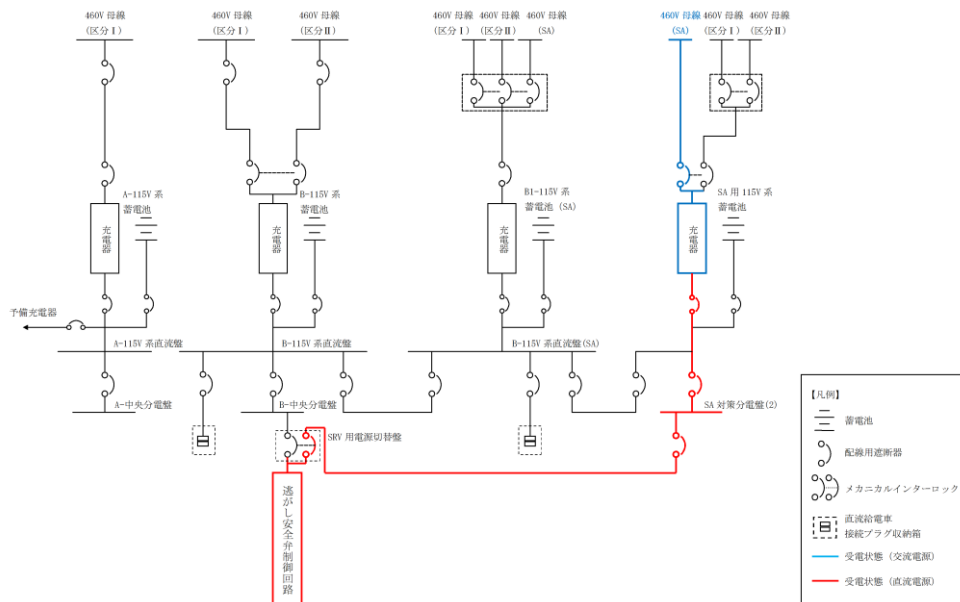 460V 母線
(区分Ⅰ)
460V 母線
(区分Ⅰ)
460V 母線
(区分Ⅱ)
460V 母線
(区分Ⅰ)
460V 母線
(区分Ⅱ)
460V 母線
(SA)
460V 母線
(SA)
460V 母線
(区分Ⅰ)
460V 母線
(区分Ⅱ)
A-115V 系
蓄電池
充電器
B-115V 系
蓄電池
充電器
B1-115V 系
蓄電池 (SA)
充電器
SA 用 115V 系
蓄電池
充電器
予備充電器
A-115V 系直流盤
B-115V 系直流盤
B-115V 系直流盤(SA)
A-中央分電盤
B-中央分電盤
SA 対策分電盤(2)
SRV 用電源切替盤
逃がし安全弁制御回路
【凡例】
蓄電池
配線用遮断器
メカニカルインターロック
直流給電車
接続プラグ収納箱
受電状態（交流電源）
受電状態（直流電源）